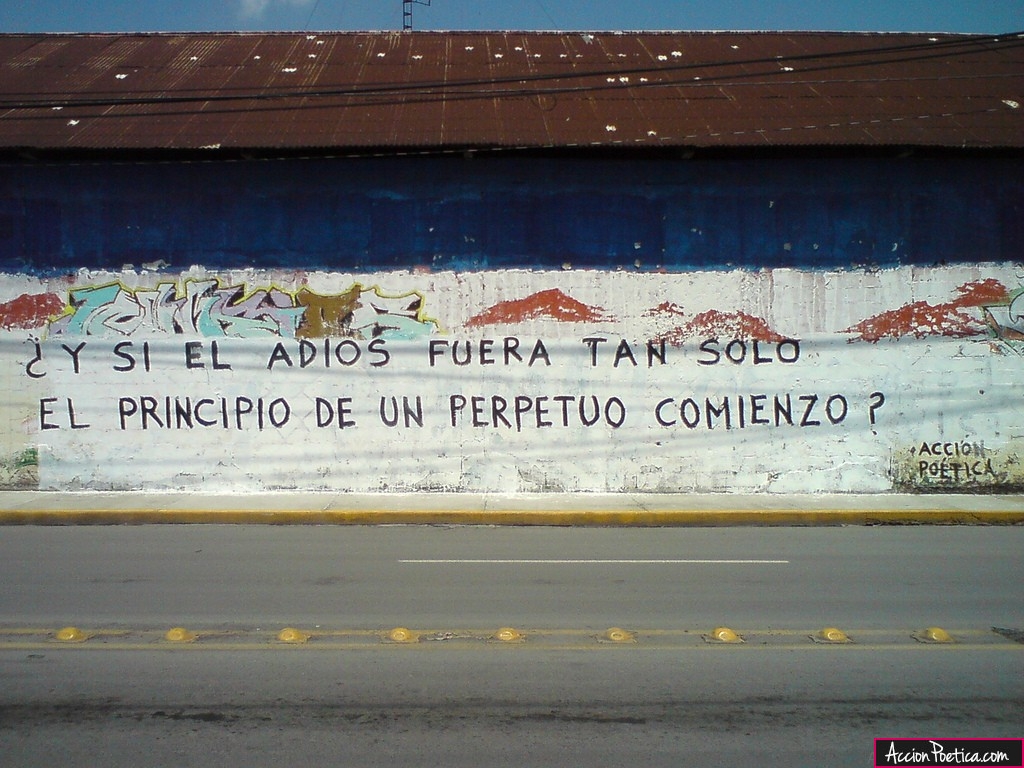 ¿Y SI EL ADIOS FUERA TAN SOLO
EL PRINCIPIO DE UN PERPETUO COMIENZO?
ACCIÓN
POÉTICA
AccionPoetica.com